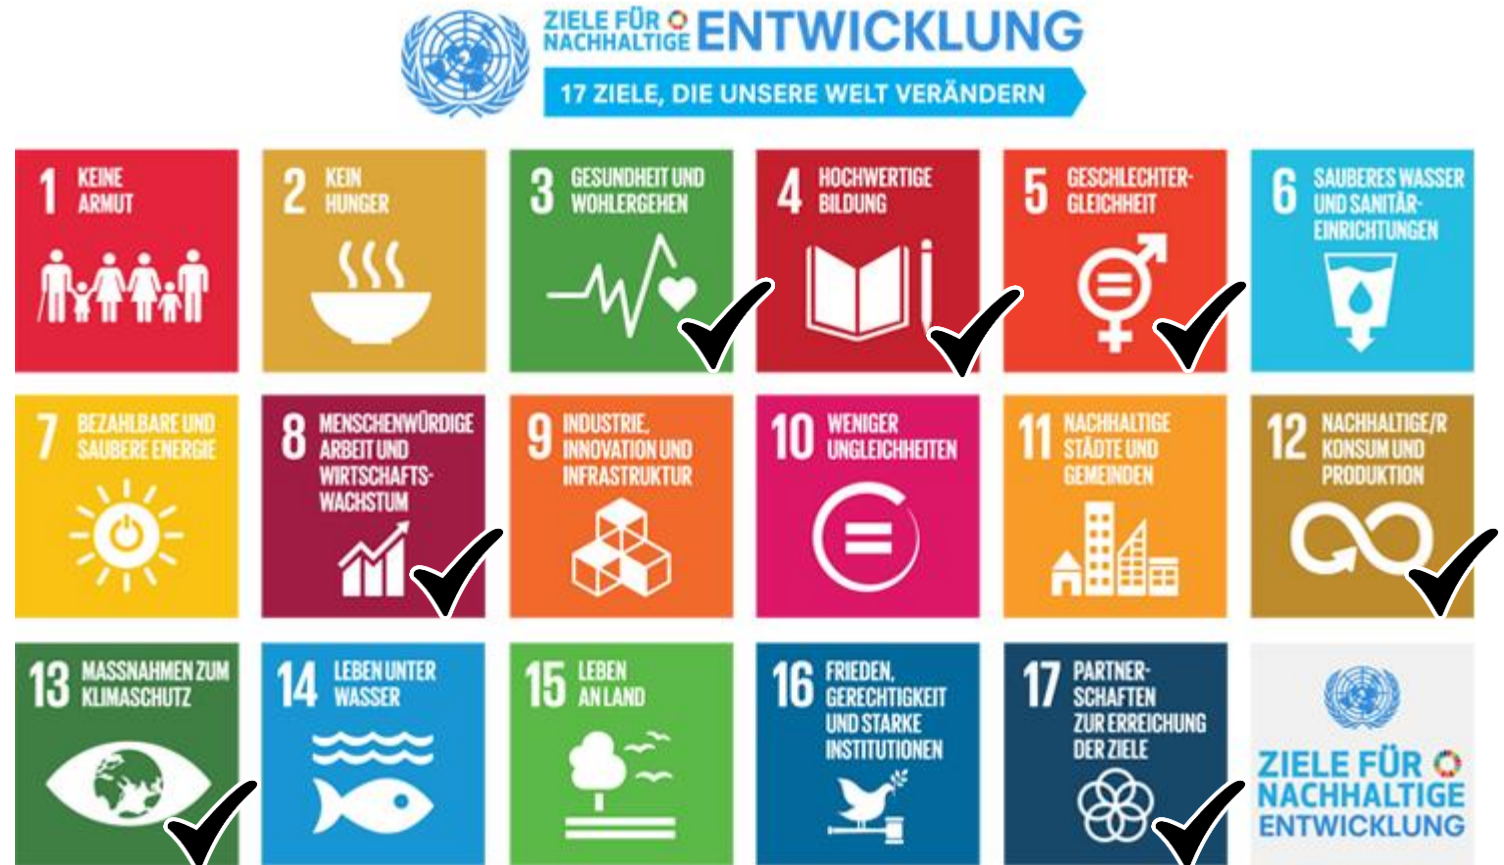 ZIELE FÜR
NACHHALTIGE ENTWICKLUNG
17 ZIELE, DIE UNSERE WELT VERÄNDERN
1 KEINE
ARMUT
2 KEIN
HUNGER
3 GESUNDHEIT UND
WOHLERGEHEN
4 HOCHWERTIGE
BILDUNG
5 GESCHLECHTER-
GLEICHHEIT
6 SAUBERES WASSER
UND SANITÄR-
EINRICHTUNGEN
7 BEZAHLBARE UND
SAUBERE ENERGIE
8 MENSCHENWÜRDIGE
ARBEIT UND
WIRTSCHAFTS-
WACHSTUM
9 INDUSTRIE,
INNOVATION UND
INFRASTRUKTUR
10 WENIGER
UNGLEICHHEITEN
11 NACHHALTIGE
STÄDTE UND
GEMEINDEN
12 NACHHALTIGE/R
KONSUM UND
PRODUKTION
13 MASSNAHMEN ZUM
KLIMASCHUTZ
14 LEBEN UNTER
WASSER
15 LEBEN
AN LAND
16 FRIEDEN,
GERECHTIGKEIT
UND STARKE
INSTITUTIONEN
17 PARTNER-
SCHAFTEN
ZUR ERREICHUNG
DER ZIELE
ZIELE FÜR
NACHHALTIGE
ENTWICKLUNG